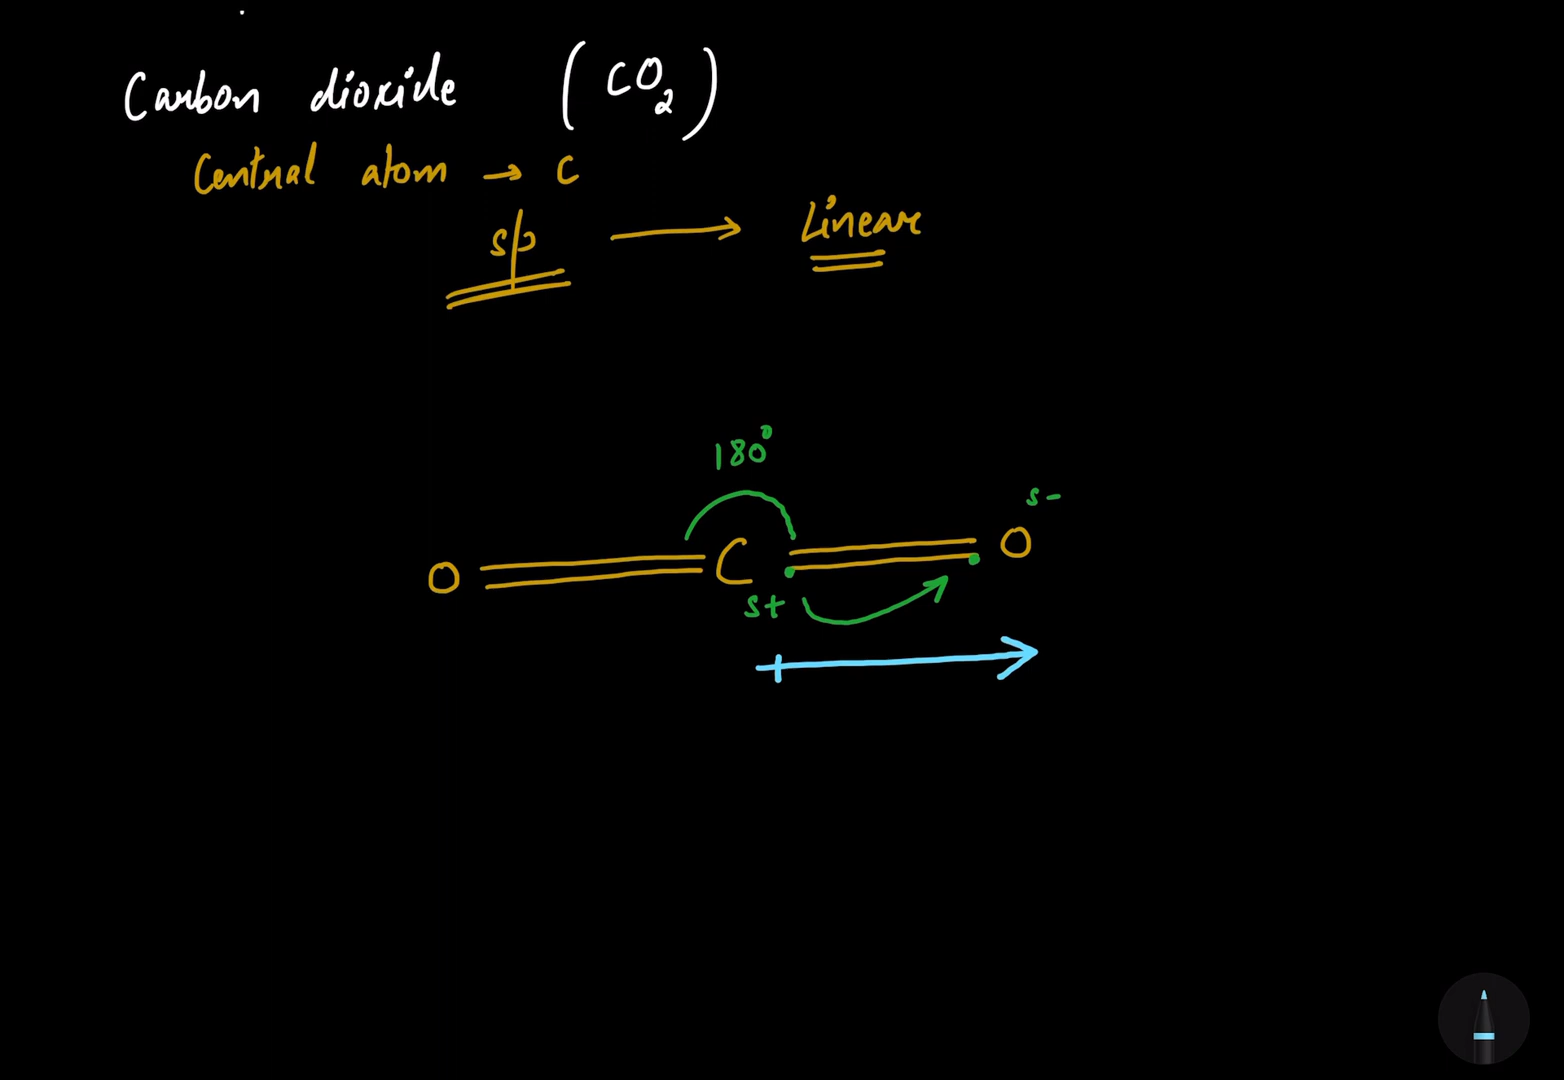 Carbon dioxide (CO₂)
Central atom → C
sp → Linear
180°
s-
O C O
s+